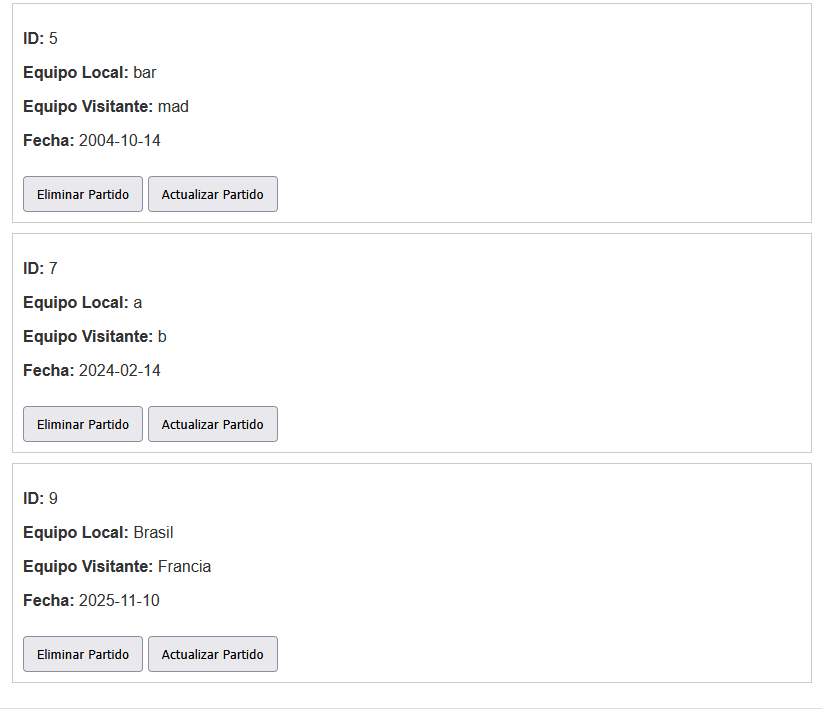 ID: 5
Equipo Local: bar
Equipo Visitante: mad
Fecha: 2004-10-14
Eliminar Partido Actualizar Partido
ID: 7
Equipo Local: a
Equipo Visitante: b
Fecha: 2024-02-14
Eliminar Partido Actualizar Partido
ID: 9
Equipo Local: Brasil
Equipo Visitante: Francia
Fecha: 2025-11-10
Eliminar Partido Actualizar Partido